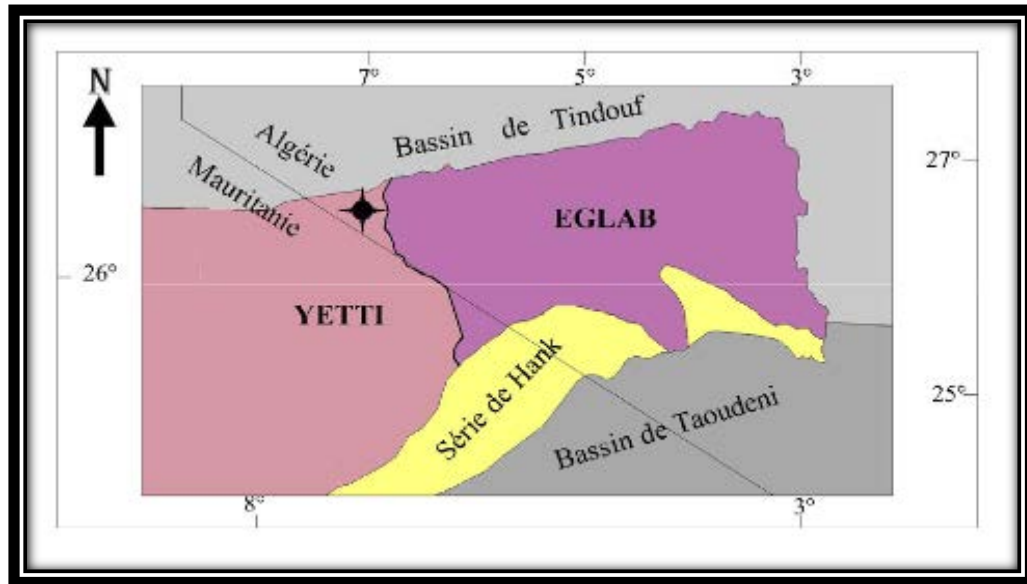 N
7°
5°
3°
Algérie
Bassin de Tindouf
27°
Mauritanie
EGLAB
26°
YETTI
Série de Hank
25°
Bassin de Taoudeni
8°
3°